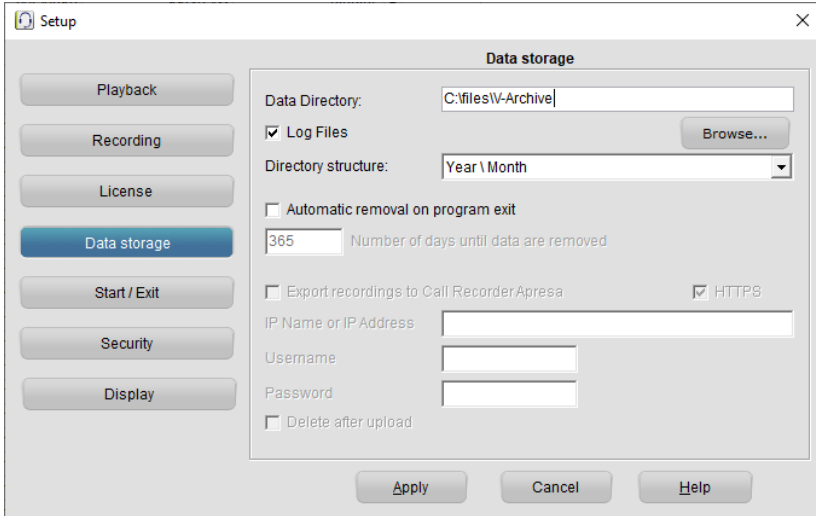 Setup
Data storage
Playback
Recording
License
Data storage
Start / Exit
Security
Display
Data Directory:
C:\files\V-Archive
Log Files
Browse...
Directory structure:
Year \ Month
Automatic removal on program exit
365
Number of days until data are removed
Export recordings to Call Recorder Apresa
HTTPS
IP Name or IP Address
Username
Password
Delete after upload
Apply
Cancel
Help